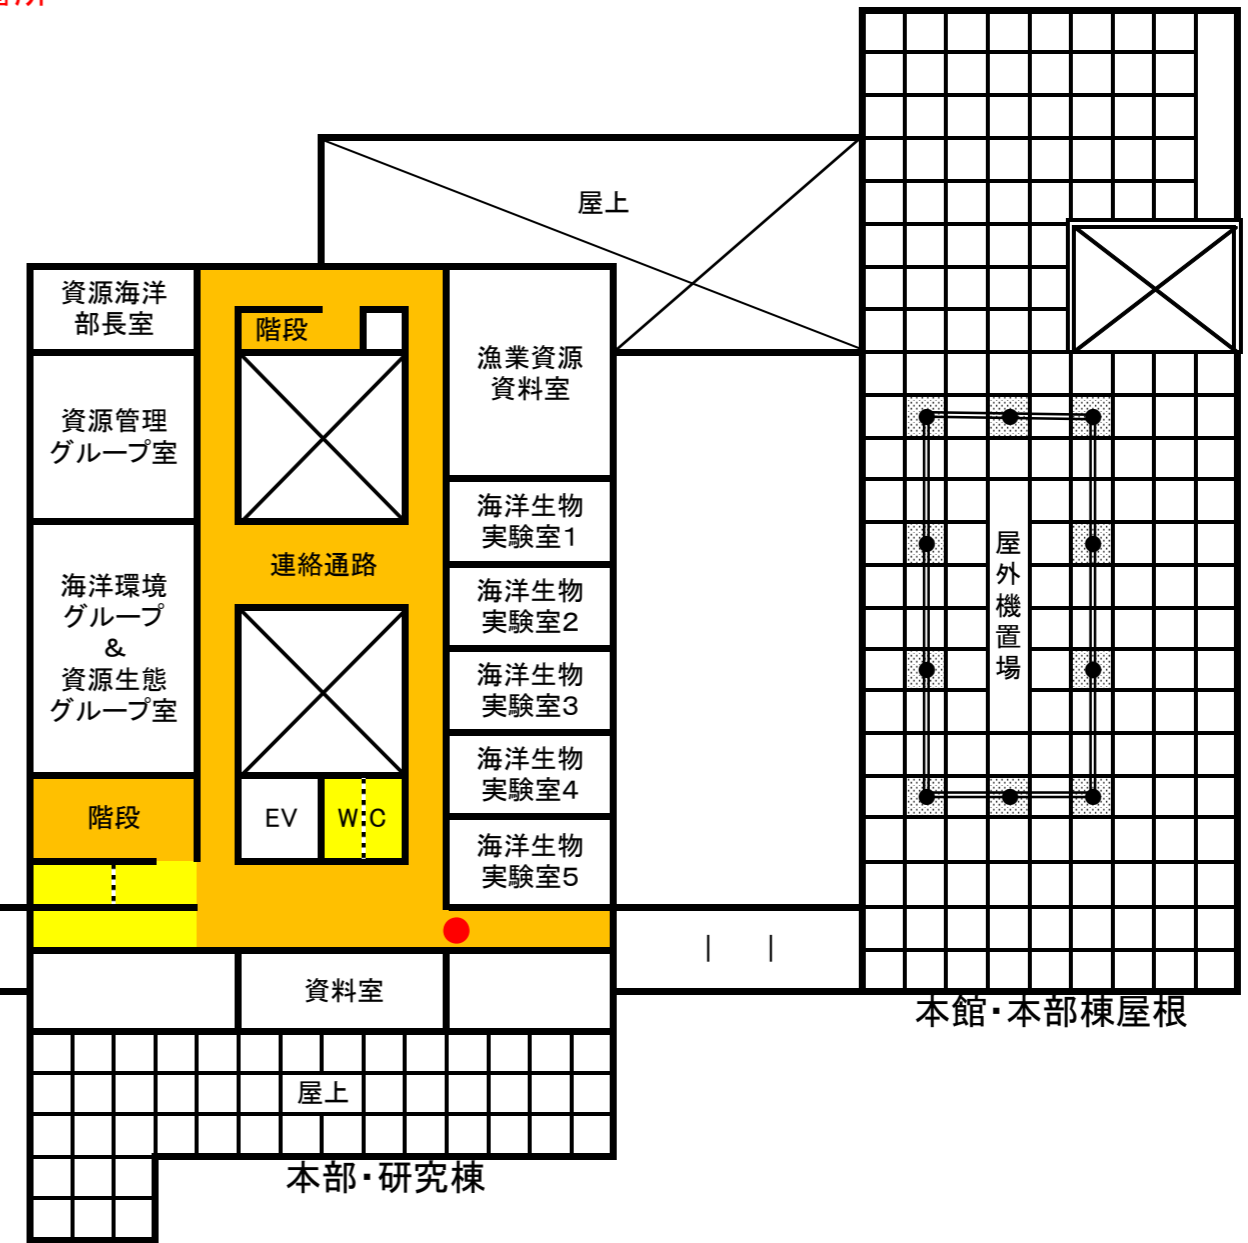 屋上
資源海洋
部長室
階段
漁業資源
資料室
資源管理
グループ室
海洋生物
実験室1
連絡通路
屋外機置場
海洋環境
グループ
&
資源生態
グループ室
海洋生物
実験室2
海洋生物
実験室3
海洋生物
実験室4
階段
EV
WC
海洋生物
実験室5
資料室
本館・本部棟屋根
屋上
本部・研究棟